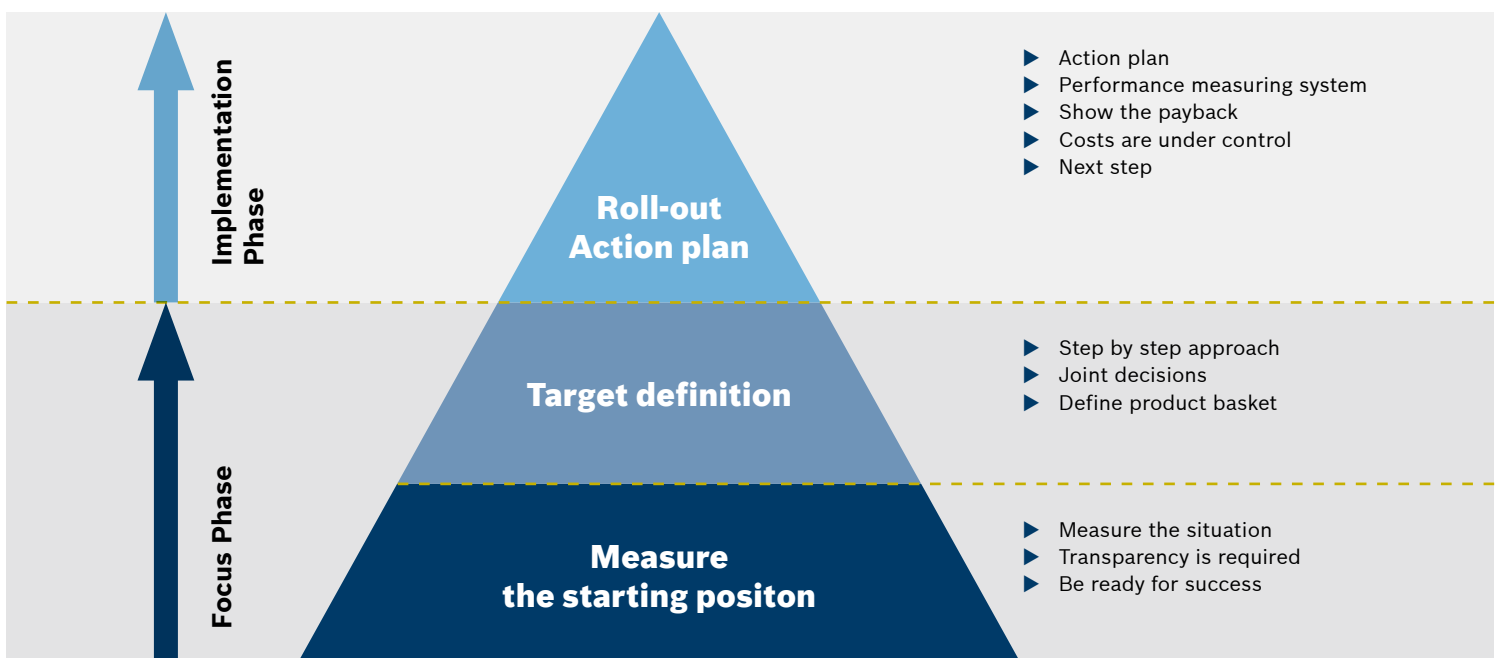 Implementation
Phase
Roll-out
Action plan
Action plan
Performance measuring system
Show the payback
Costs are under control
Next step
Focus Phase
Target definition
Step by step approach
Joint decisions
Define product basket
Measure
the starting positon
Measure the situation
Transparency is required
Be ready for success